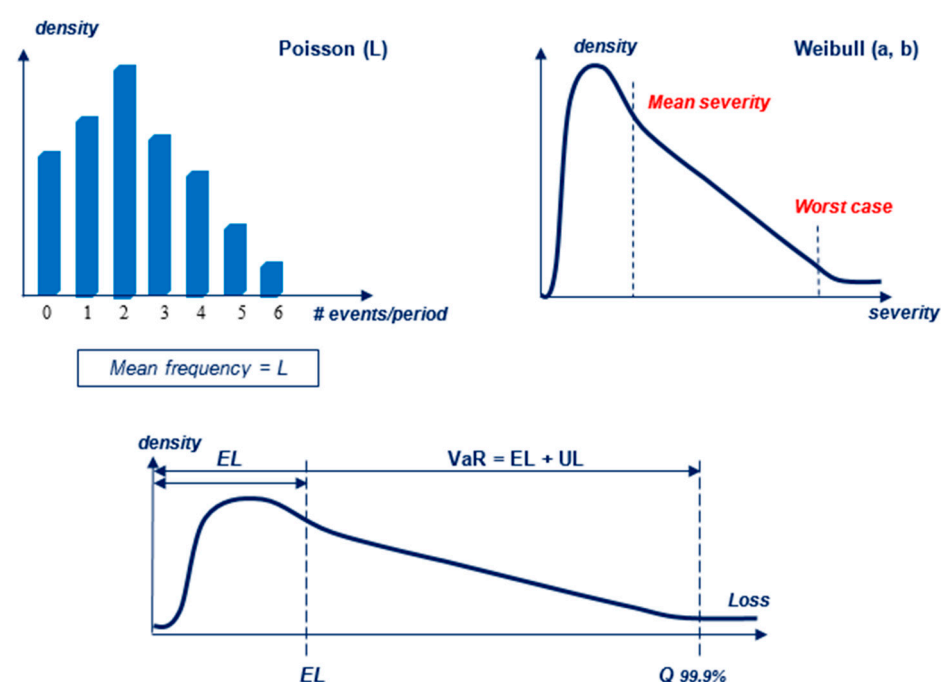 density
Poisson (L)
0 1 2 3 4 5 6 # events/period
Mean frequency = L
density
Weibull (a, b)
Mean severity
Worst case
severity
density
EL
VaR = EL + UL
Loss
EL
Q 99.9%